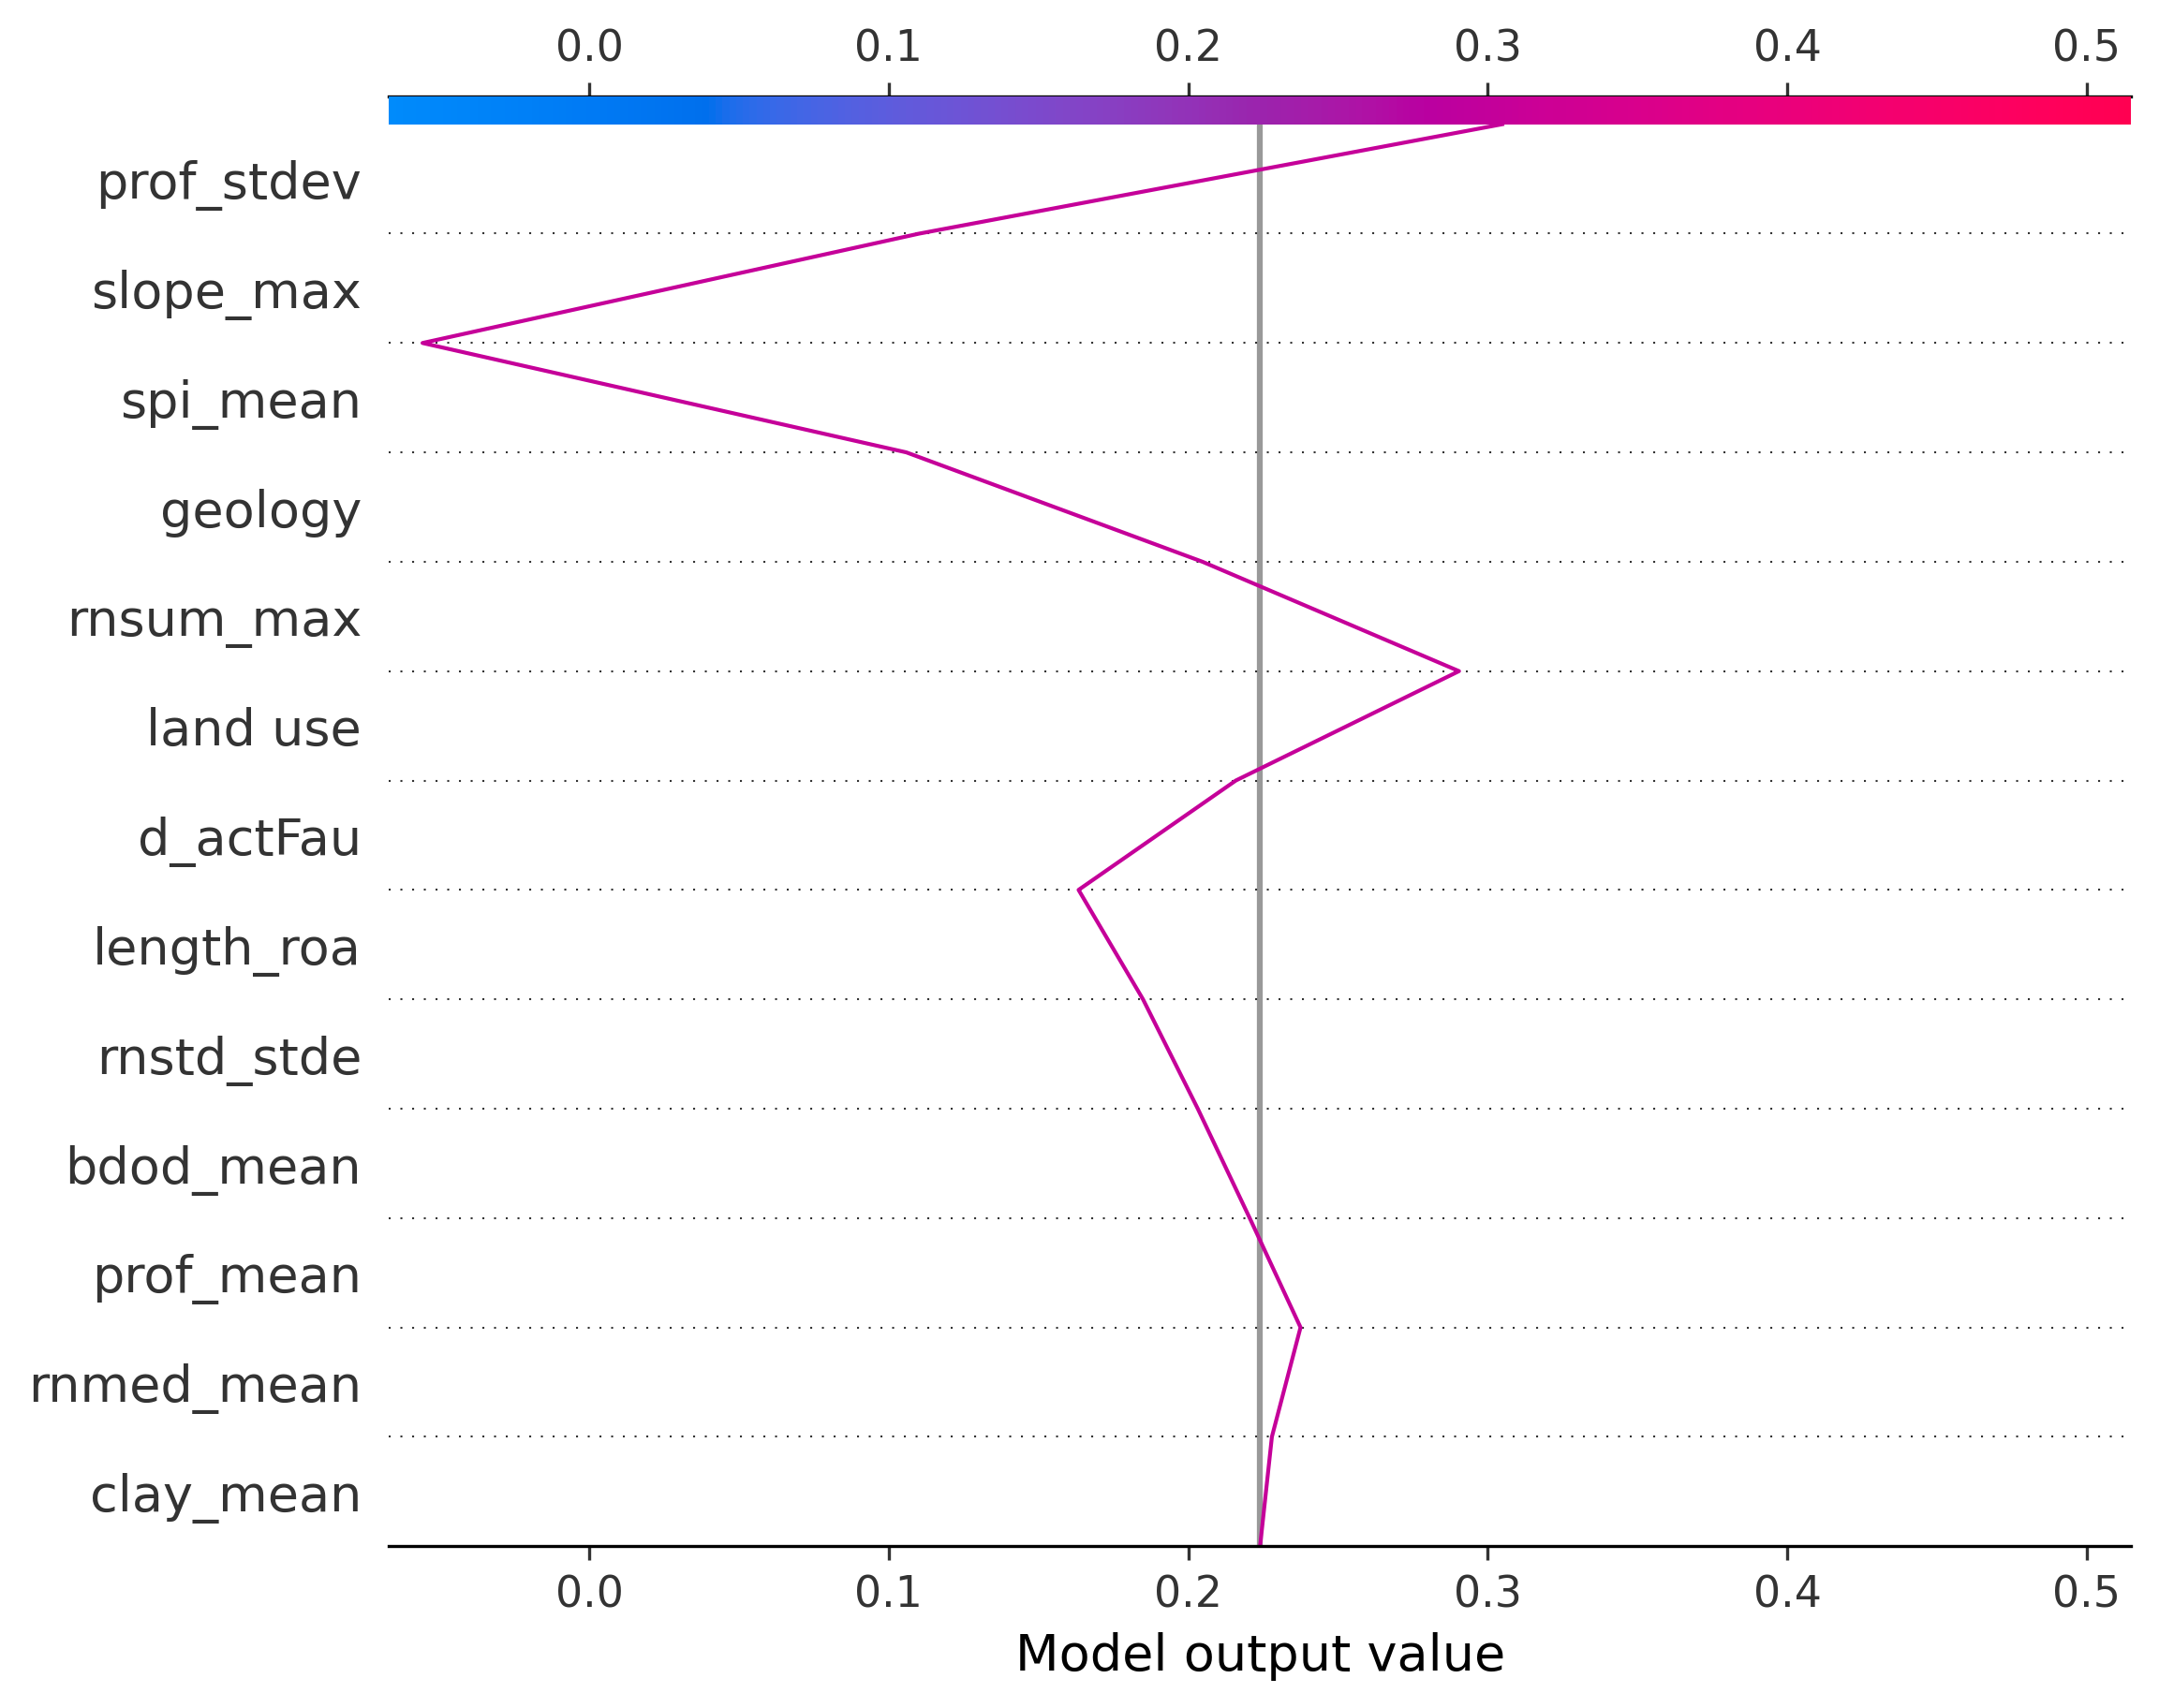 0.0 0.1 0.2 0.3 0.4 0.5
prof_stdev
slope_max
spi_mean
geology
rnsum_max
land use
d_actFau
length_roa
rnstd_stde
bdod_mean
prof_mean
rnmed_mean
clay_mean
0.0 0.1 0.2 0.3 0.4 0.5
Model output value